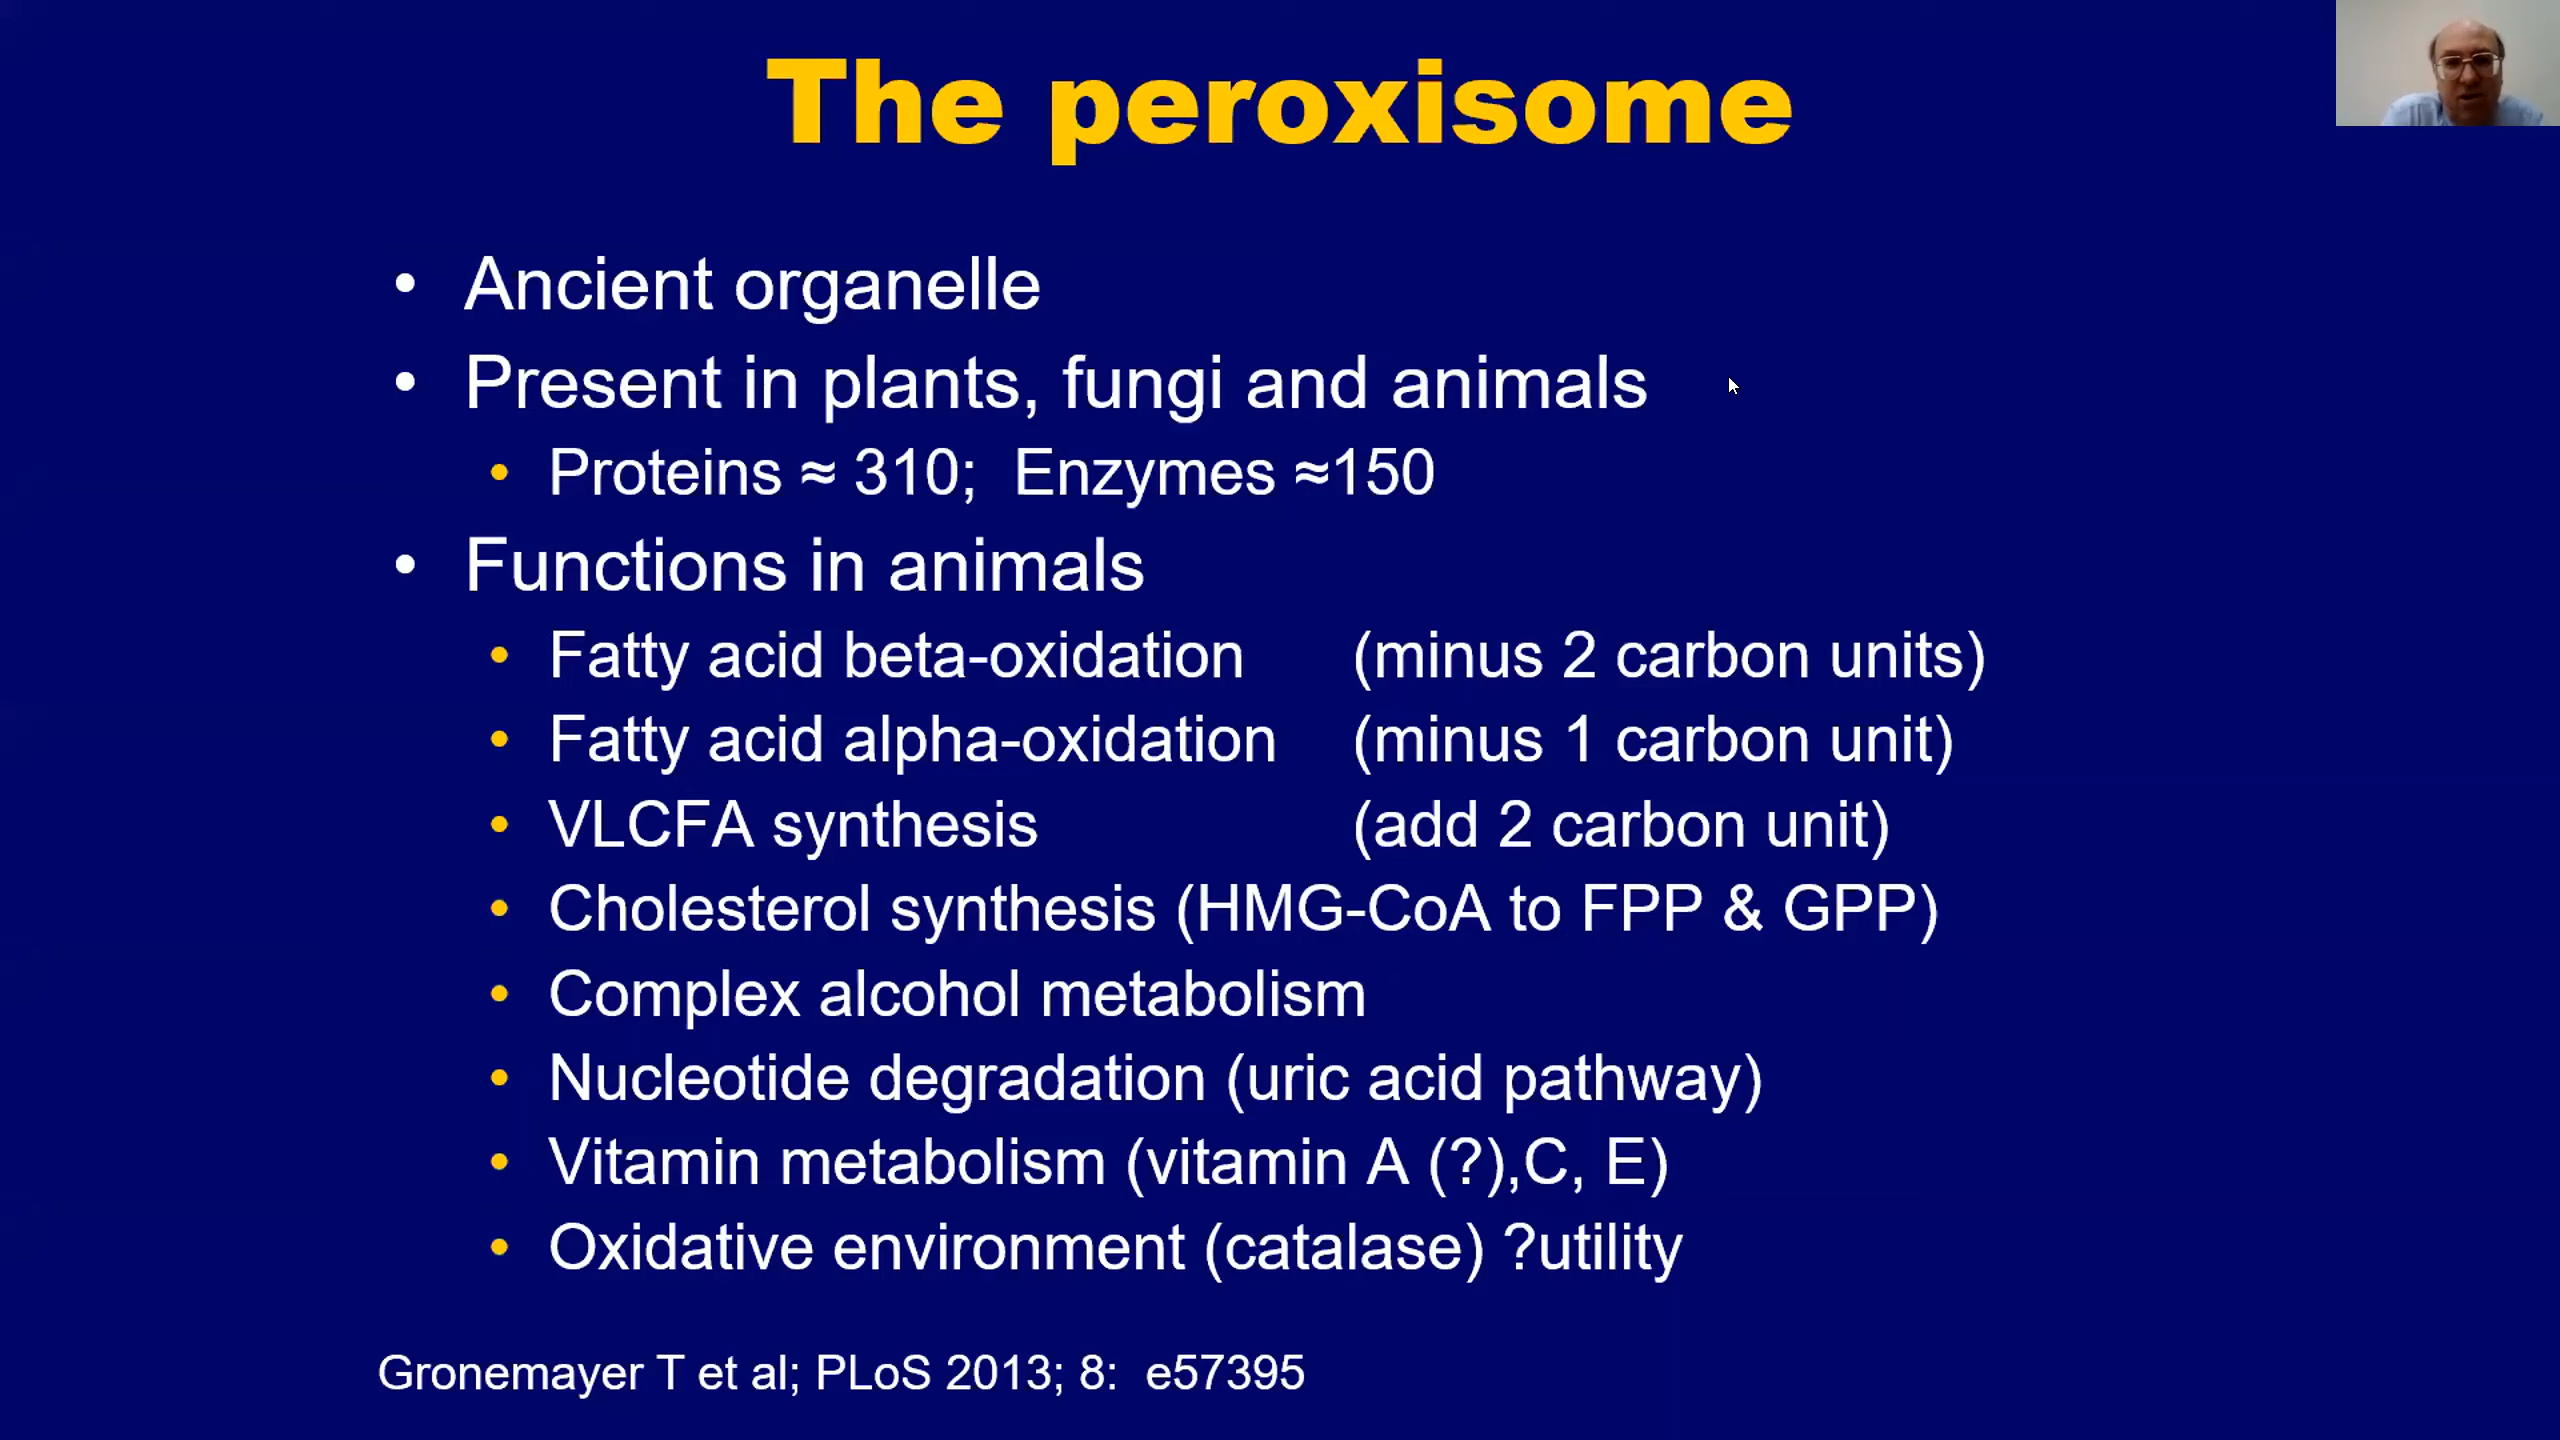 The peroxisome
• Ancient organelle
• Present in plants, fungi and animals
• Proteins ≈ 310;  Enzymes ≈150
• Functions in animals
• Fatty acid beta-oxidation (minus 2 carbon units)
• Fatty acid alpha-oxidation (minus 1 carbon unit)
• VLCFA synthesis (add 2 carbon unit)
• Cholesterol synthesis (HMG-CoA to FPP & GPP)
• Complex alcohol metabolism
• Nucleotide degradation (uric acid pathway)
• Vitamin metabolism (vitamin A (?),C, E)
• Oxidative environment (catalase) ?utility
Gronemayer T et al; PLoS 2013; 8:  e57395